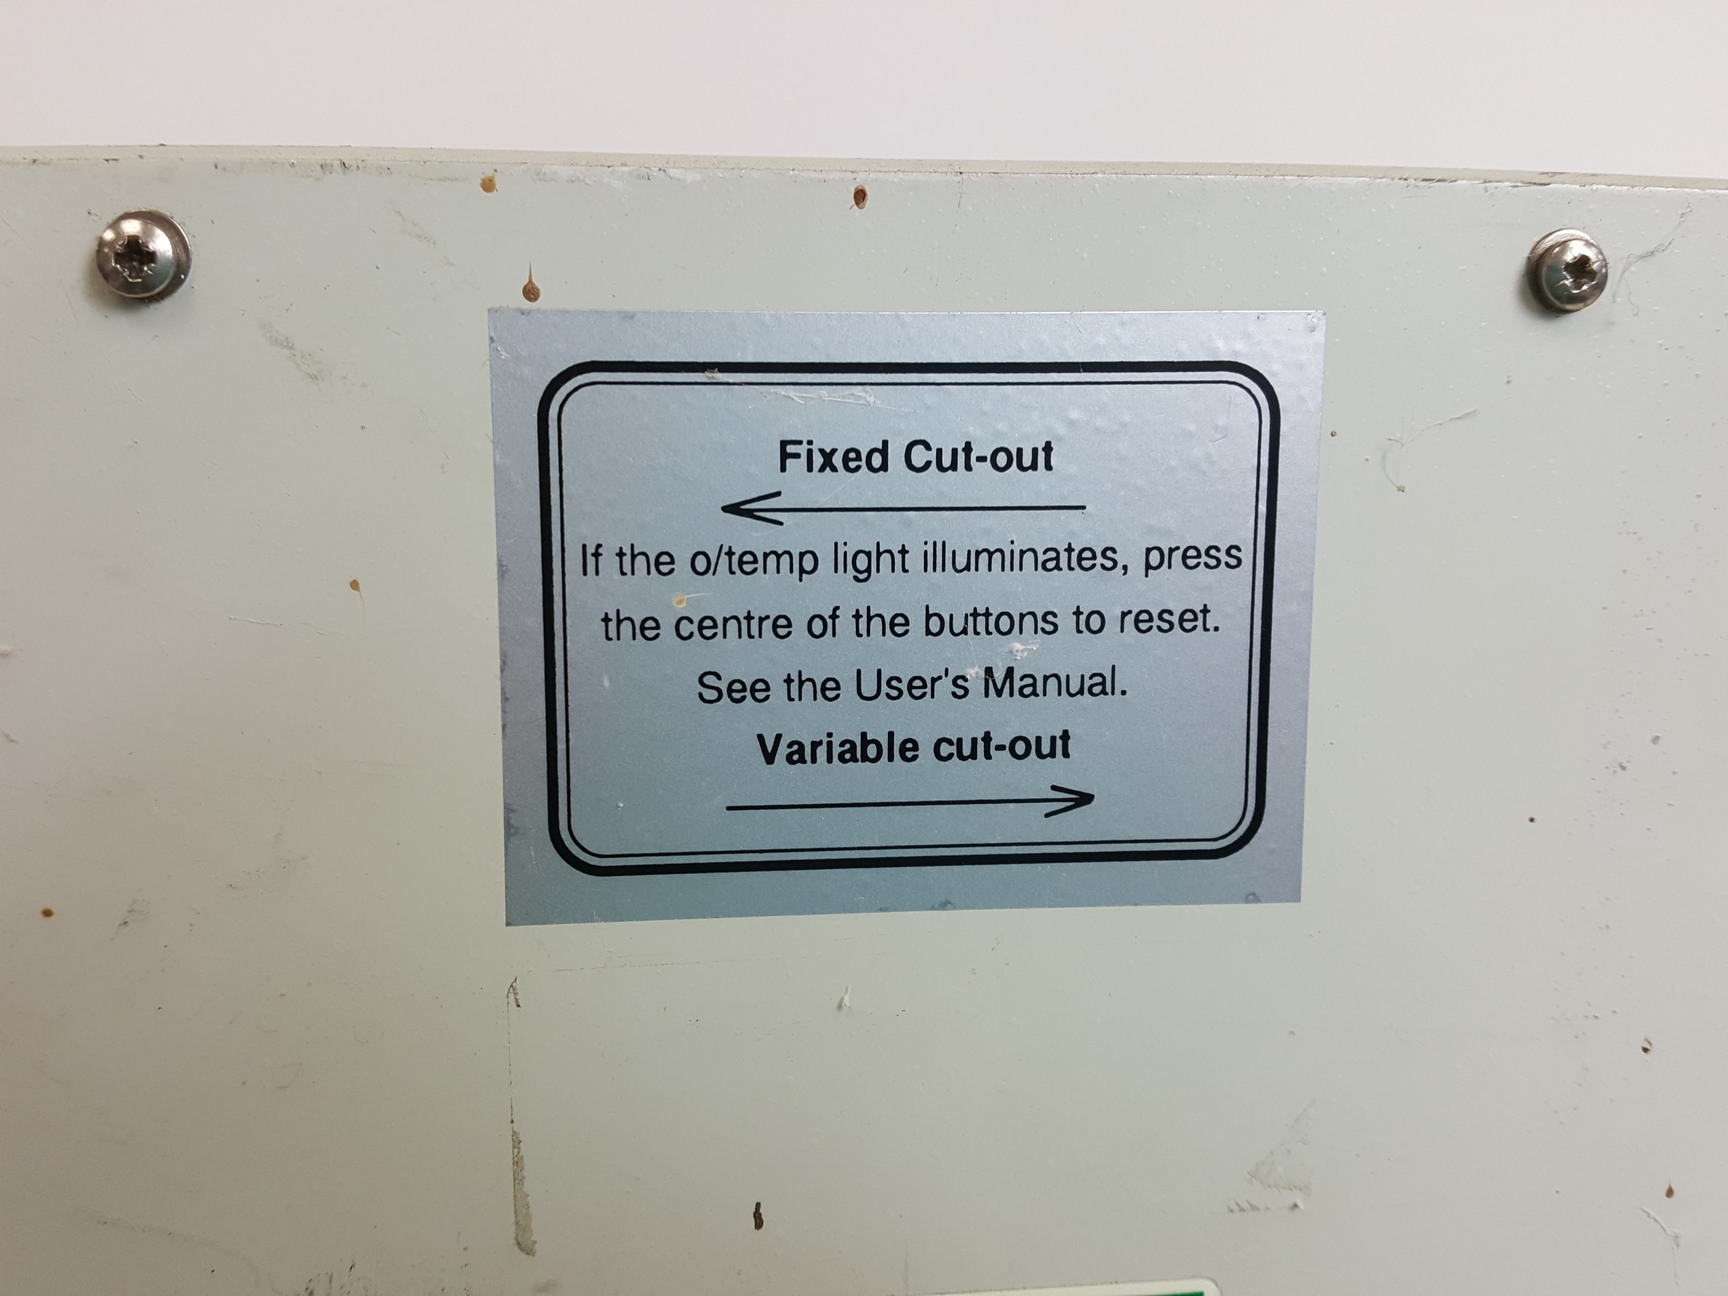 Fixed Cut-out
If the o/temp light illuminates, press
the centre of the buttons to reset.
See the User's Manual.
Variable cut-out